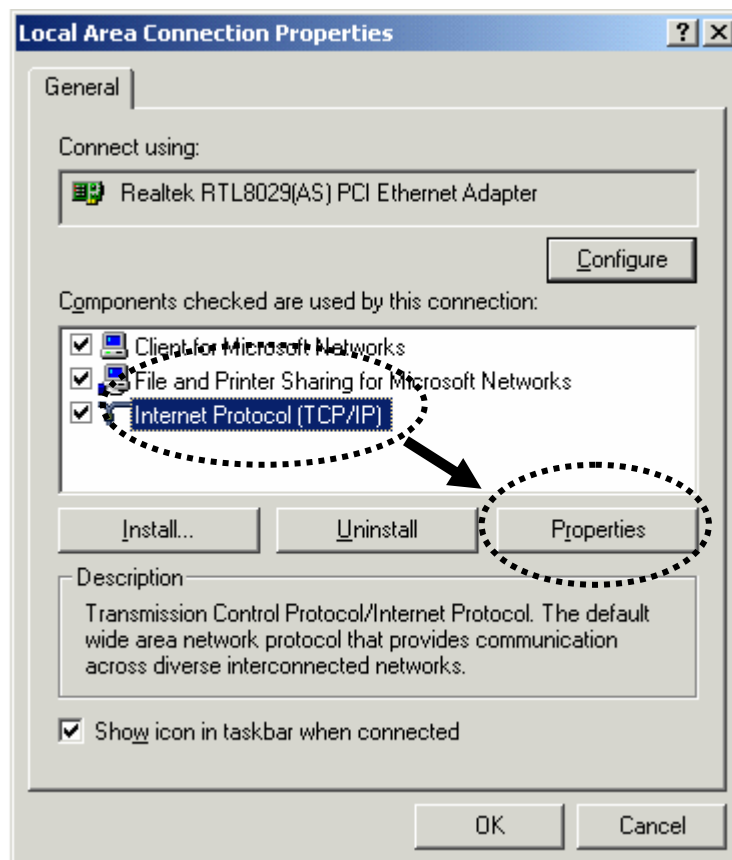 Local Area Connection Properties
General
Connect using:
Realtek RTL8029(AS) PCI Ethernet Adapter
Configure
Components checked are used by this connection:
Client for Microsoft Networks
File and Printer Sharing for Microsoft Networks
Internet Protocol (TCP/IP)
Install... Uninstall Properties
Description
Transmission Control Protocol/Internet Protocol. The default
wide area network protocol that provides communication
across diverse interconnected networks.
Show icon in taskbar when connected
OK Cancel